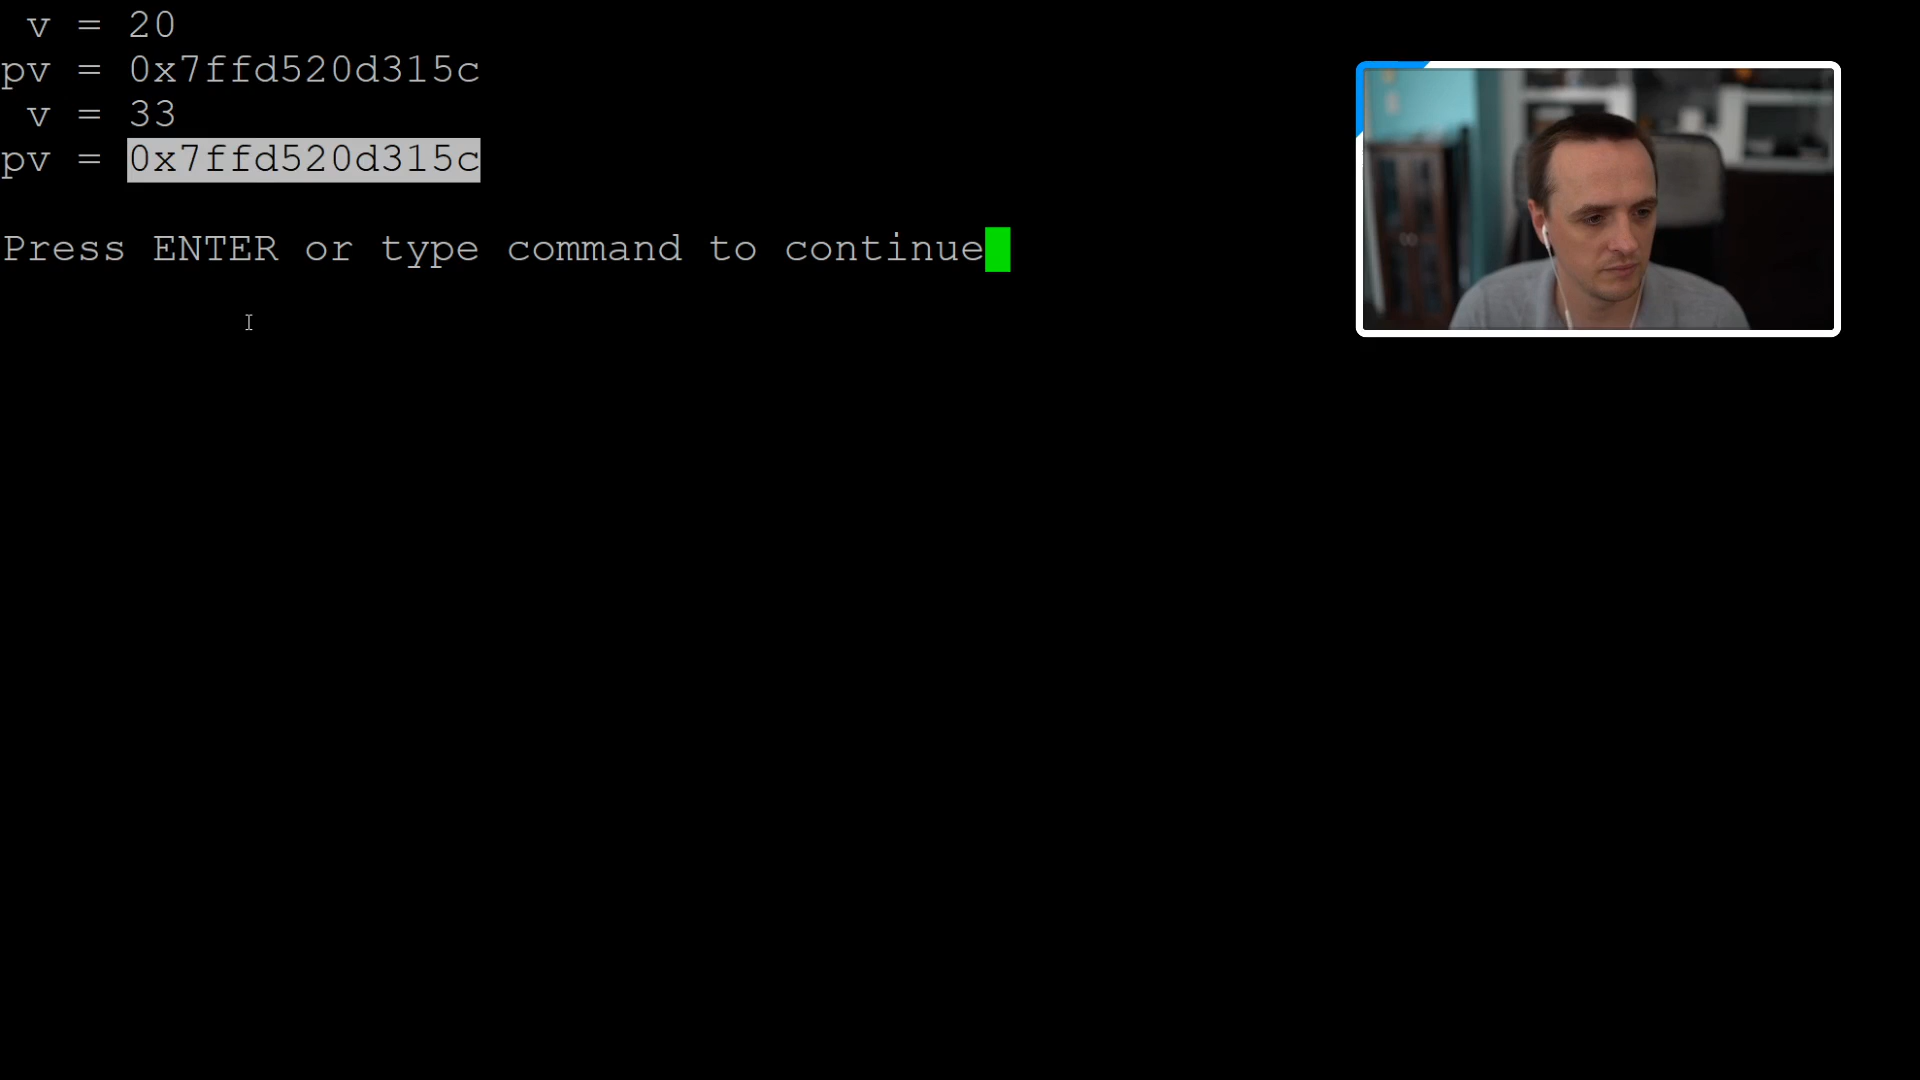 v = 20
pv = 0x7ffd520d315c
v = 33
pv = 0x7ffd520d315c
Press ENTER or type command to continue